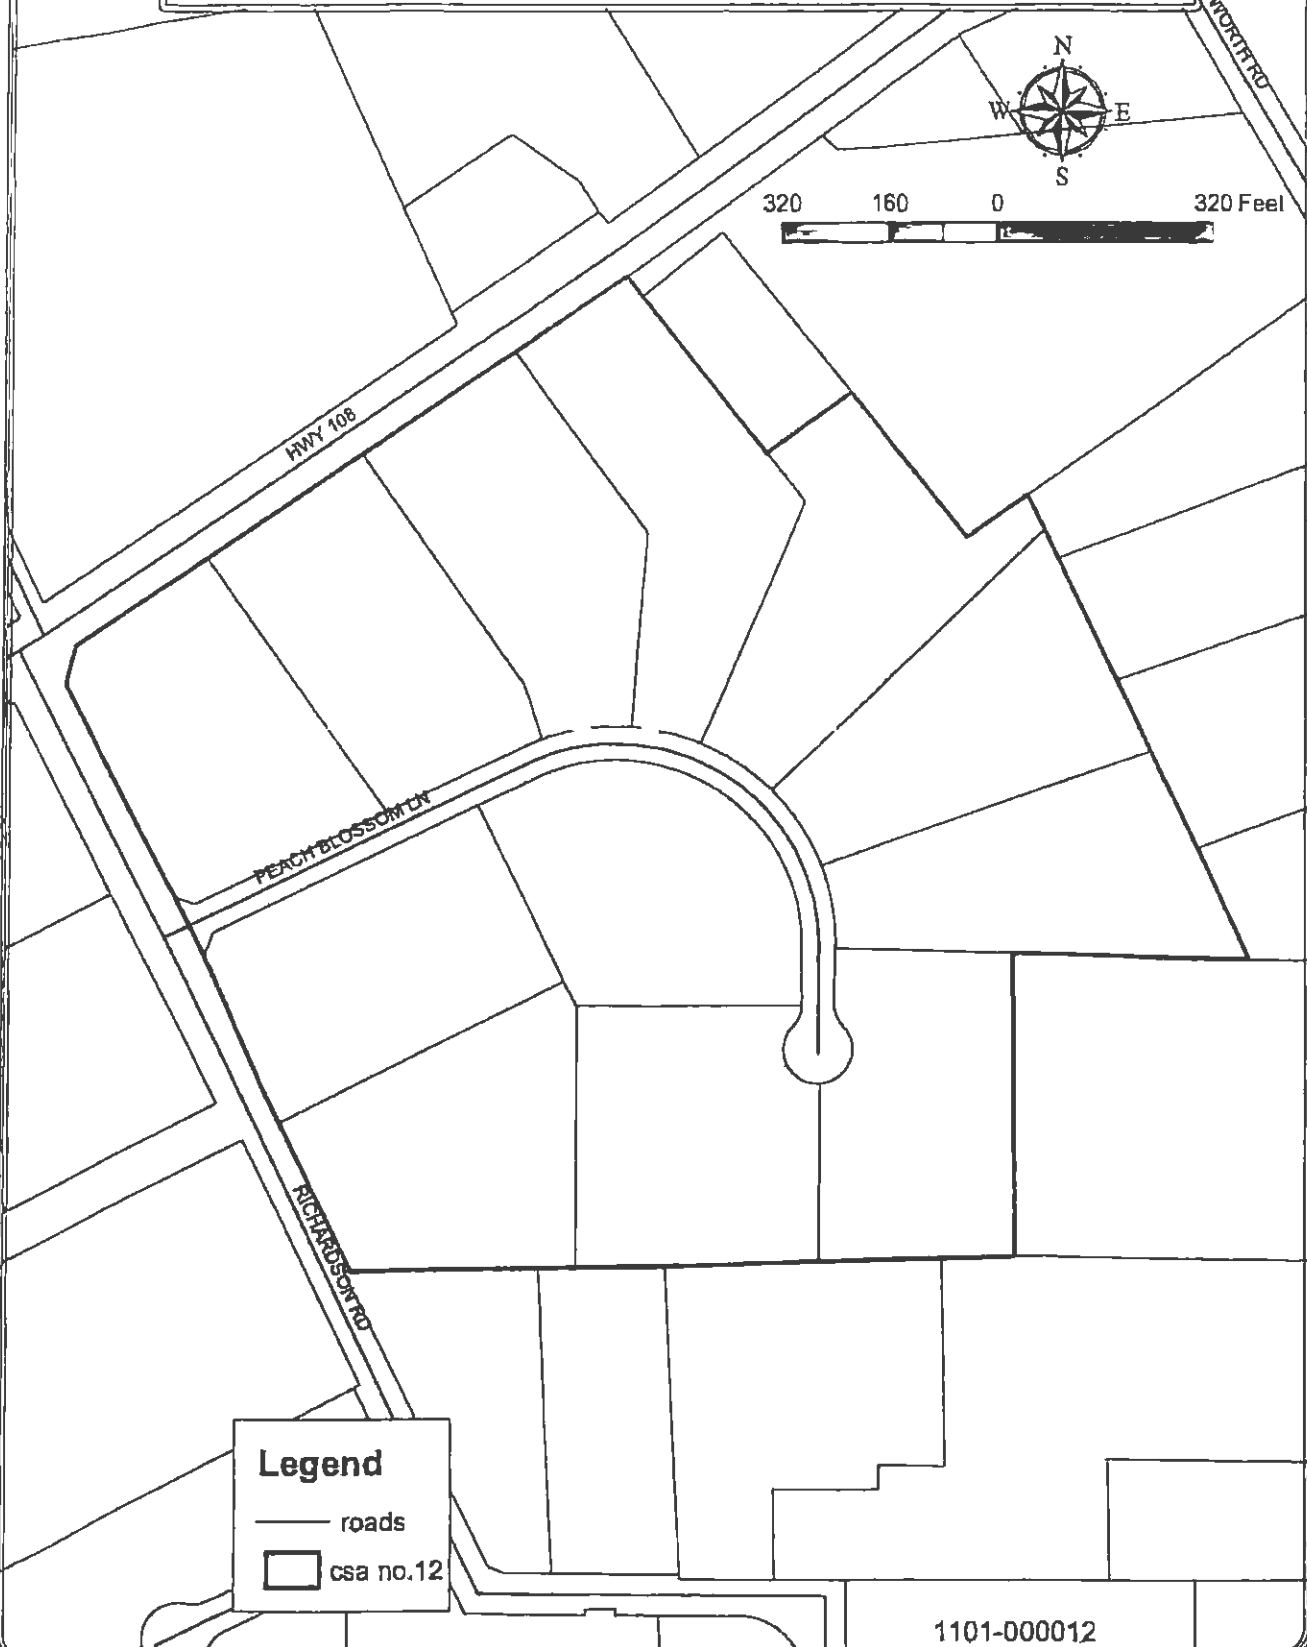 WORTH RD
N
W E
S
320 160 0 320 Feel
HWY 108
PEACH BLOSSOM LN
RICHARDSON RD
Legend
roads
csa no.12
1101-000012